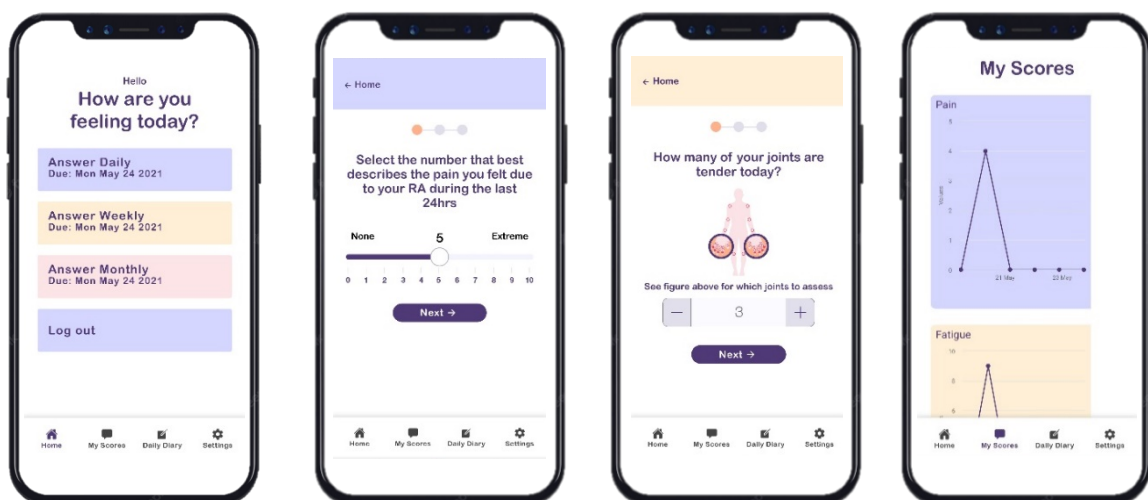 Hello
How are you
feeling today?
Answer Daily
Due: Mon May 24 2021
Answer Weekly
Due: Mon May 24 2021
Answer Monthly
Due: Mon May 24 2021
Log out
Home My Scores Daily Diary Settings
← Home
Select the number that best
describes the pain you felt due
to your RA during the last
24hrs
None 5 Extreme
0 1 2 3 4 5 6 7 8 9 10
Next →
Home My Scores Daily Diary Settings
← Home
How many of your joints are
tender today?
See figure above for which joints to assess
− 3 +
Next →
Home My Scores Daily Diary Settings
My Scores
Pain
5
4
3
2
1
0
Values
21 May 23 May
Fatigue
10
8
6
Home My Scores Daily Diary Settings